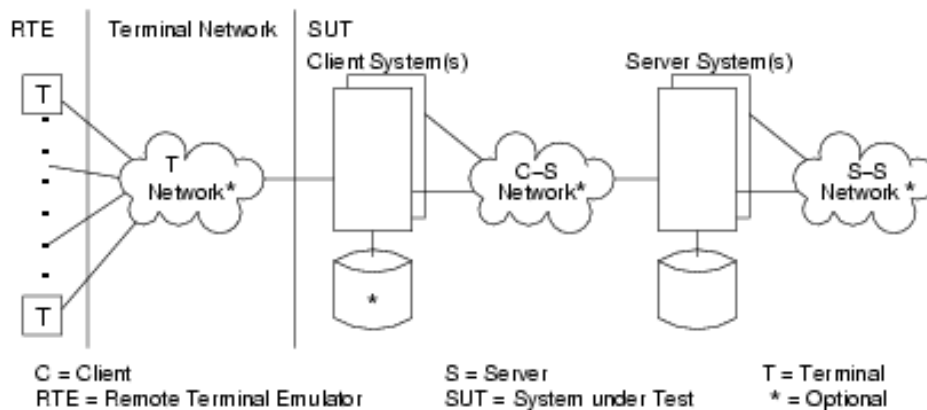 RTE
Terminal Network
SUT
Client System(s)
Server System(s)
T
T
Network*
C–S
Network*
S–S
Network *
*
T
C = Client
S = Server
T = Terminal
RTE = Remote Terminal Emulator
SUT = System under Test
* = Optional